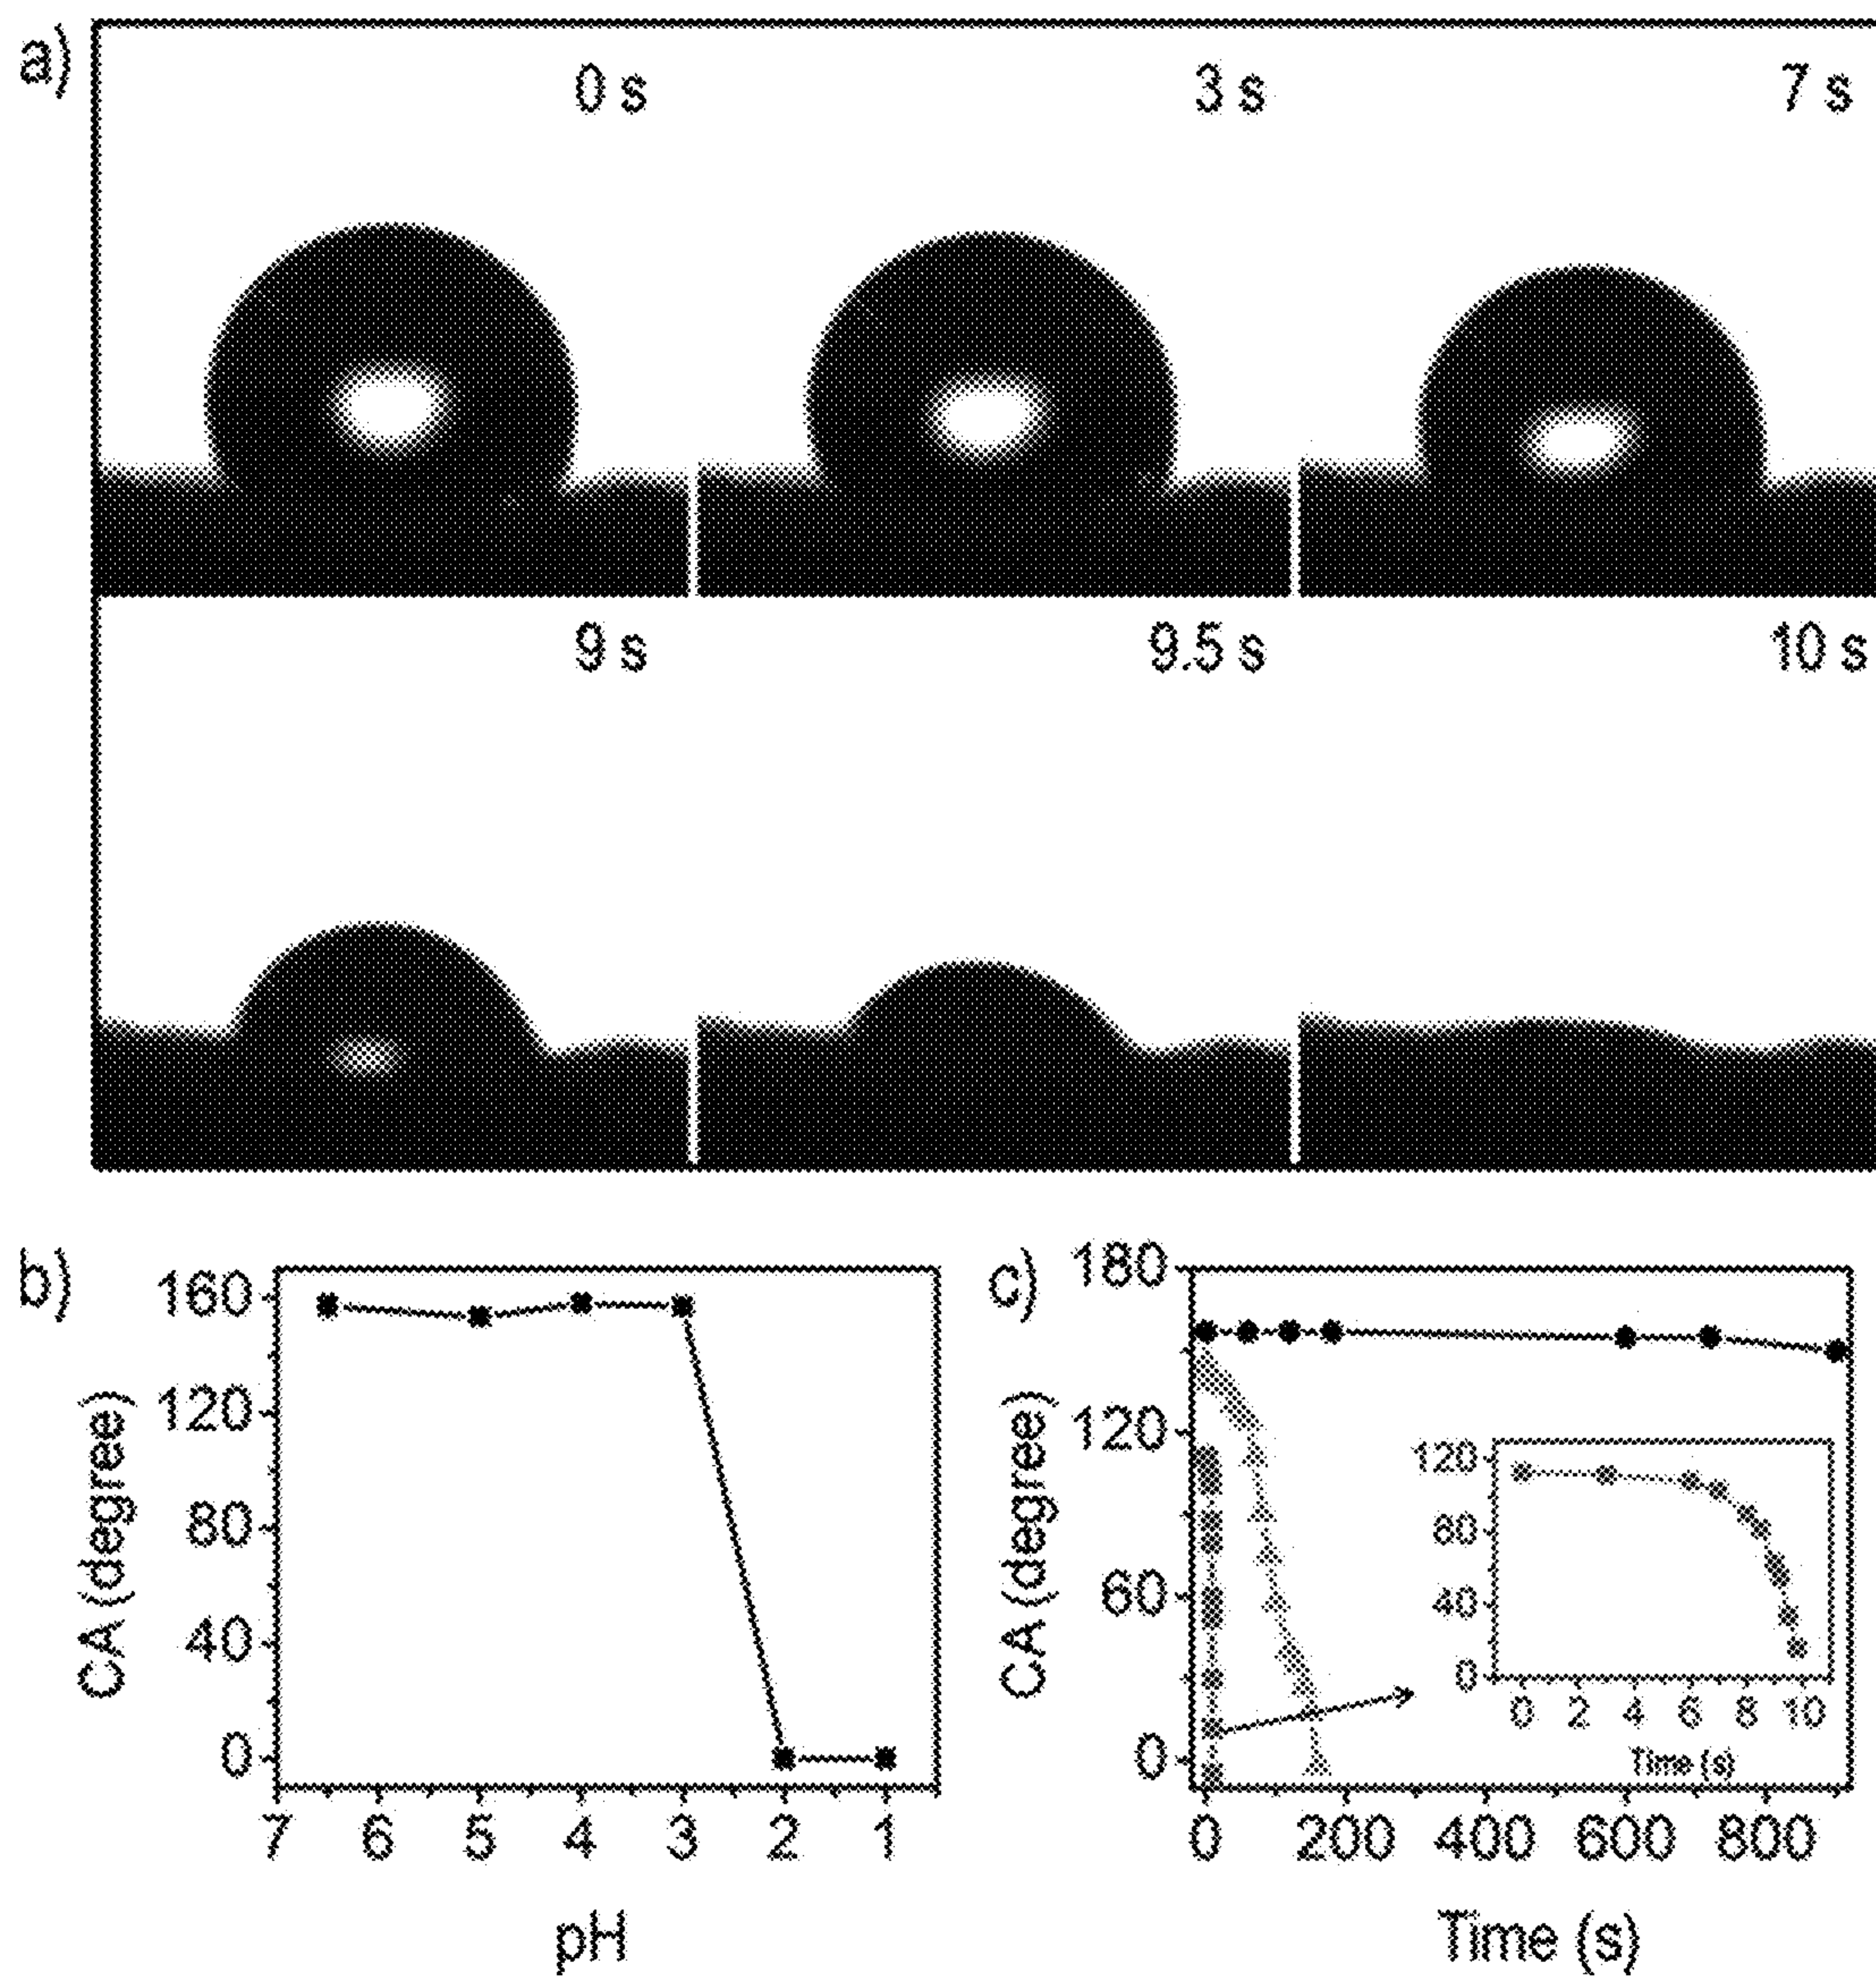 a)
0 s
3 s
7 s
9 s
9.5 s
10 s
b)
160
120
80
40
0
CA (degree)
7 6 5 4 3 2 1
pH
c)
180
120
60
0
CA (degree)
0 200 400 600 800
Time (s)
120
80
40
0
0 2 4 6 8 10
Time (s)